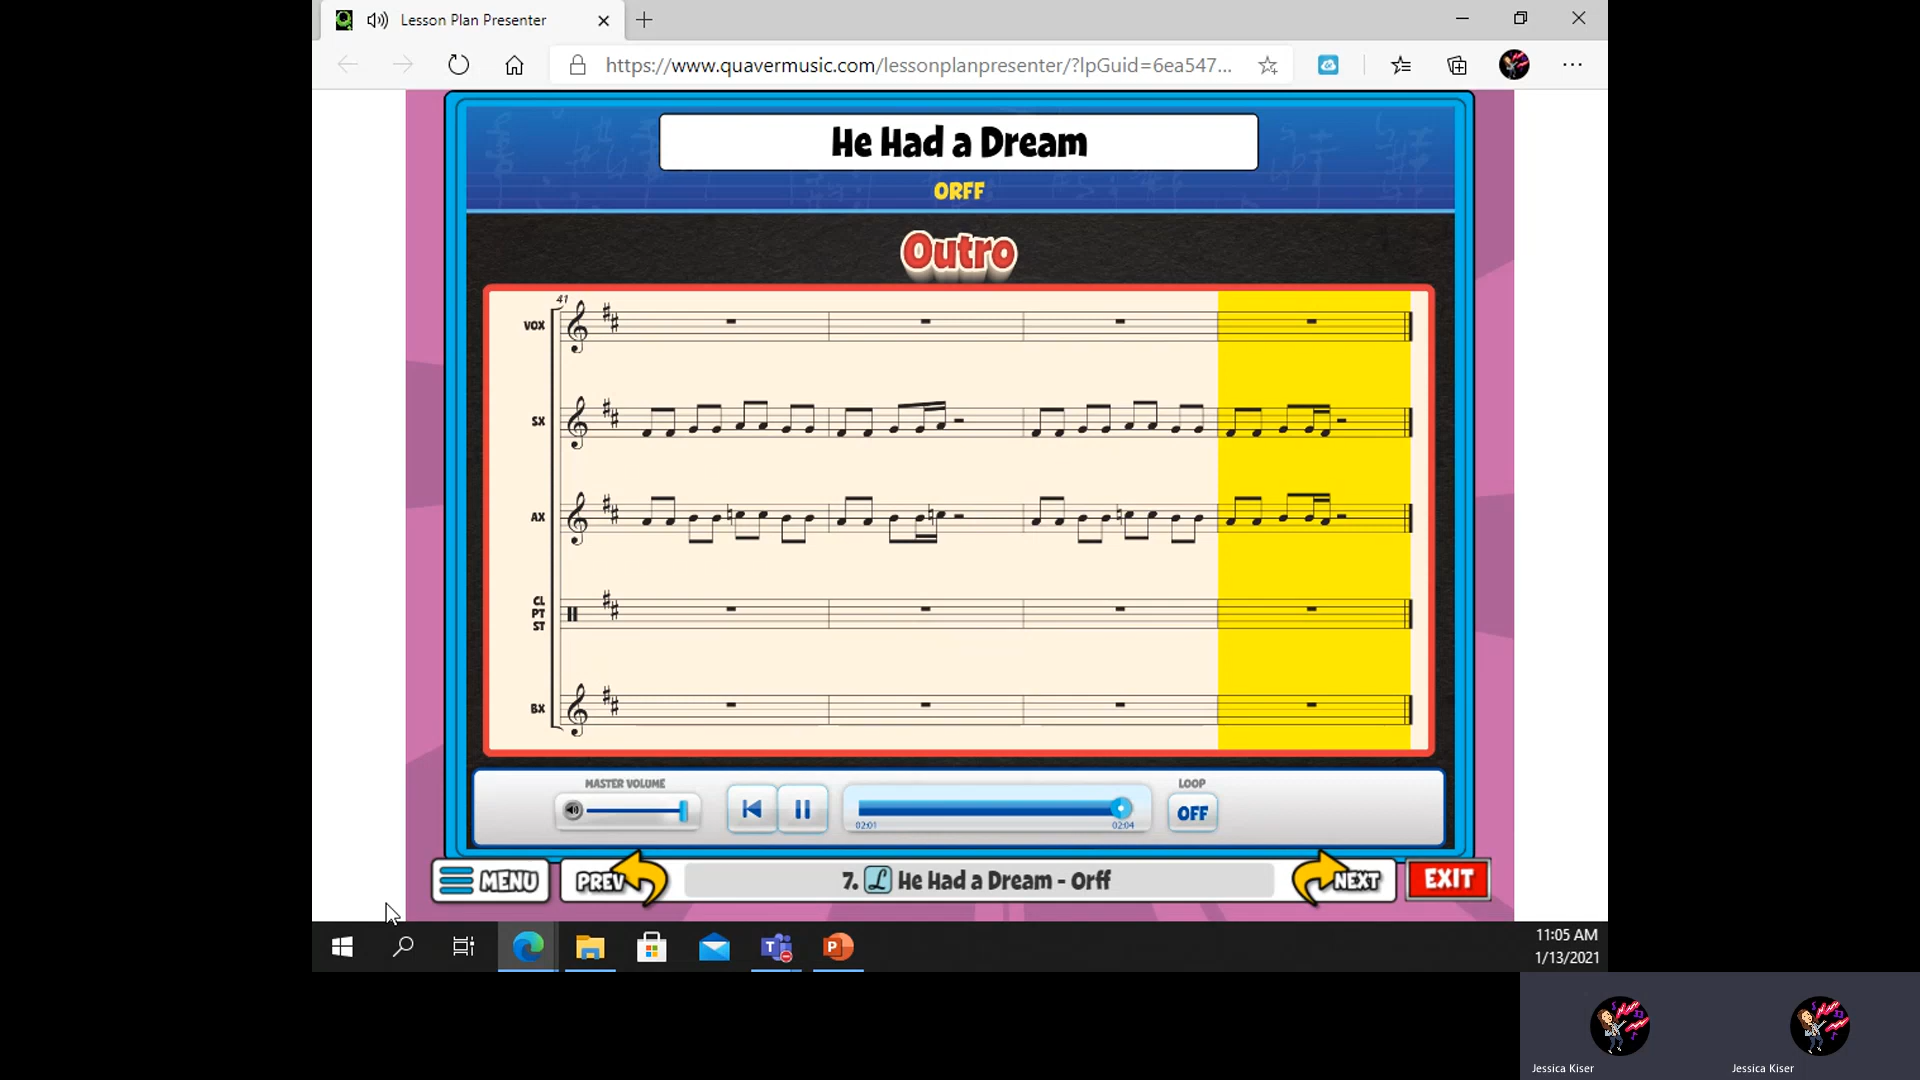 Lesson Plan Presenter
https://www.quavermusic.com/lessonplanpresenter/?lpGuid=6ea547...
He Had a Dream
ORFF
Outro
41
VOX
SX
AX
CL
PT
ST
BX
MASTER VOLUME
02:01
02:04
LOOP
OFF
MENU
PREV
7. L He Had a Dream - Orff
NEXT
EXIT
11:05 AM
1/13/2021
Jessica Kiser
Jessica Kiser